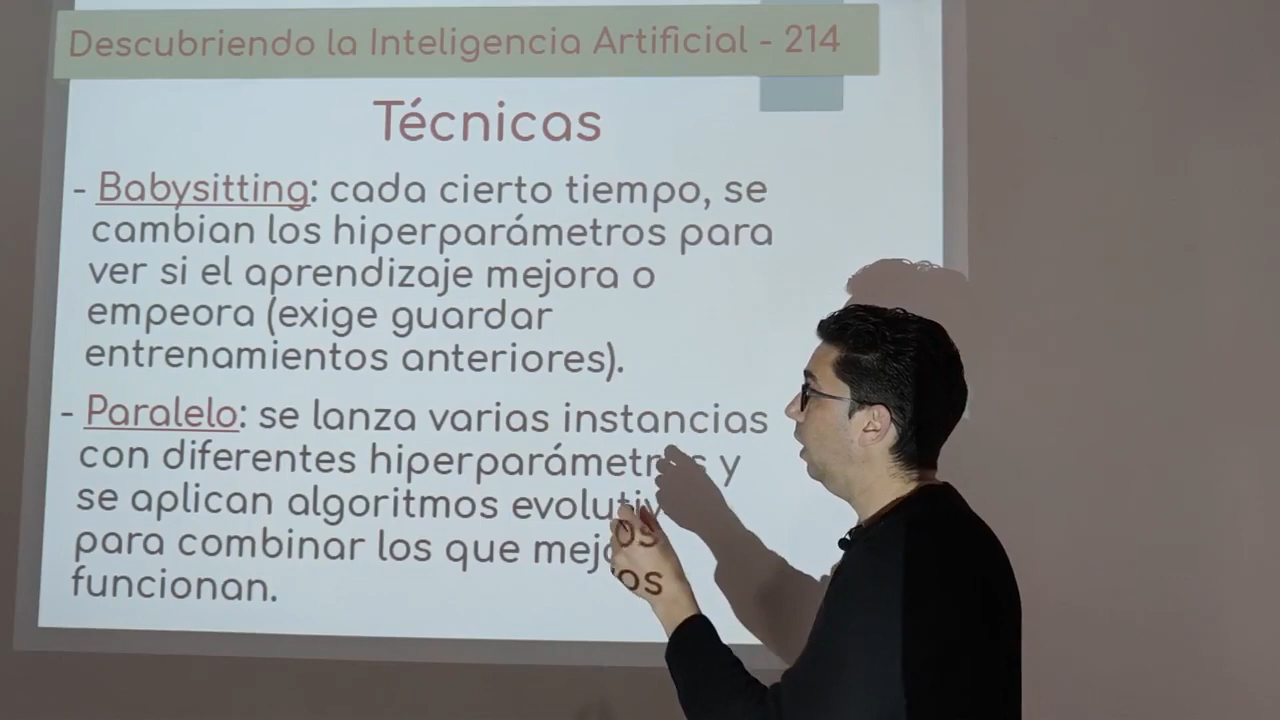 Descubriendo la Inteligencia Artificial - 214
Técnicas
- Babysitting: cada cierto tiempo, se
cambian los hiperparámetros para
ver si el aprendizaje mejora o
empeora (exige guardar
entrenamientos anteriores).
- Paralelo: se lanza varias instancias
con diferentes hiperparámetros y
se aplican algoritmos evolutivos
para combinar los que mejor
funcionan.